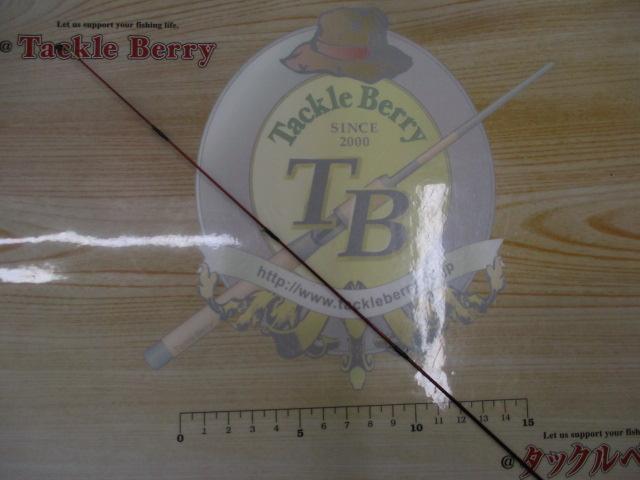 Let us support your fishing life.
@ Tackle Berry
Tackle Berry
SINCE
2000
TB
http://www.tackleberry
0 1 2 3 4 5 6 7 8 9 10 11 12 13 14 15
Let us support your fish
@ タックルベ